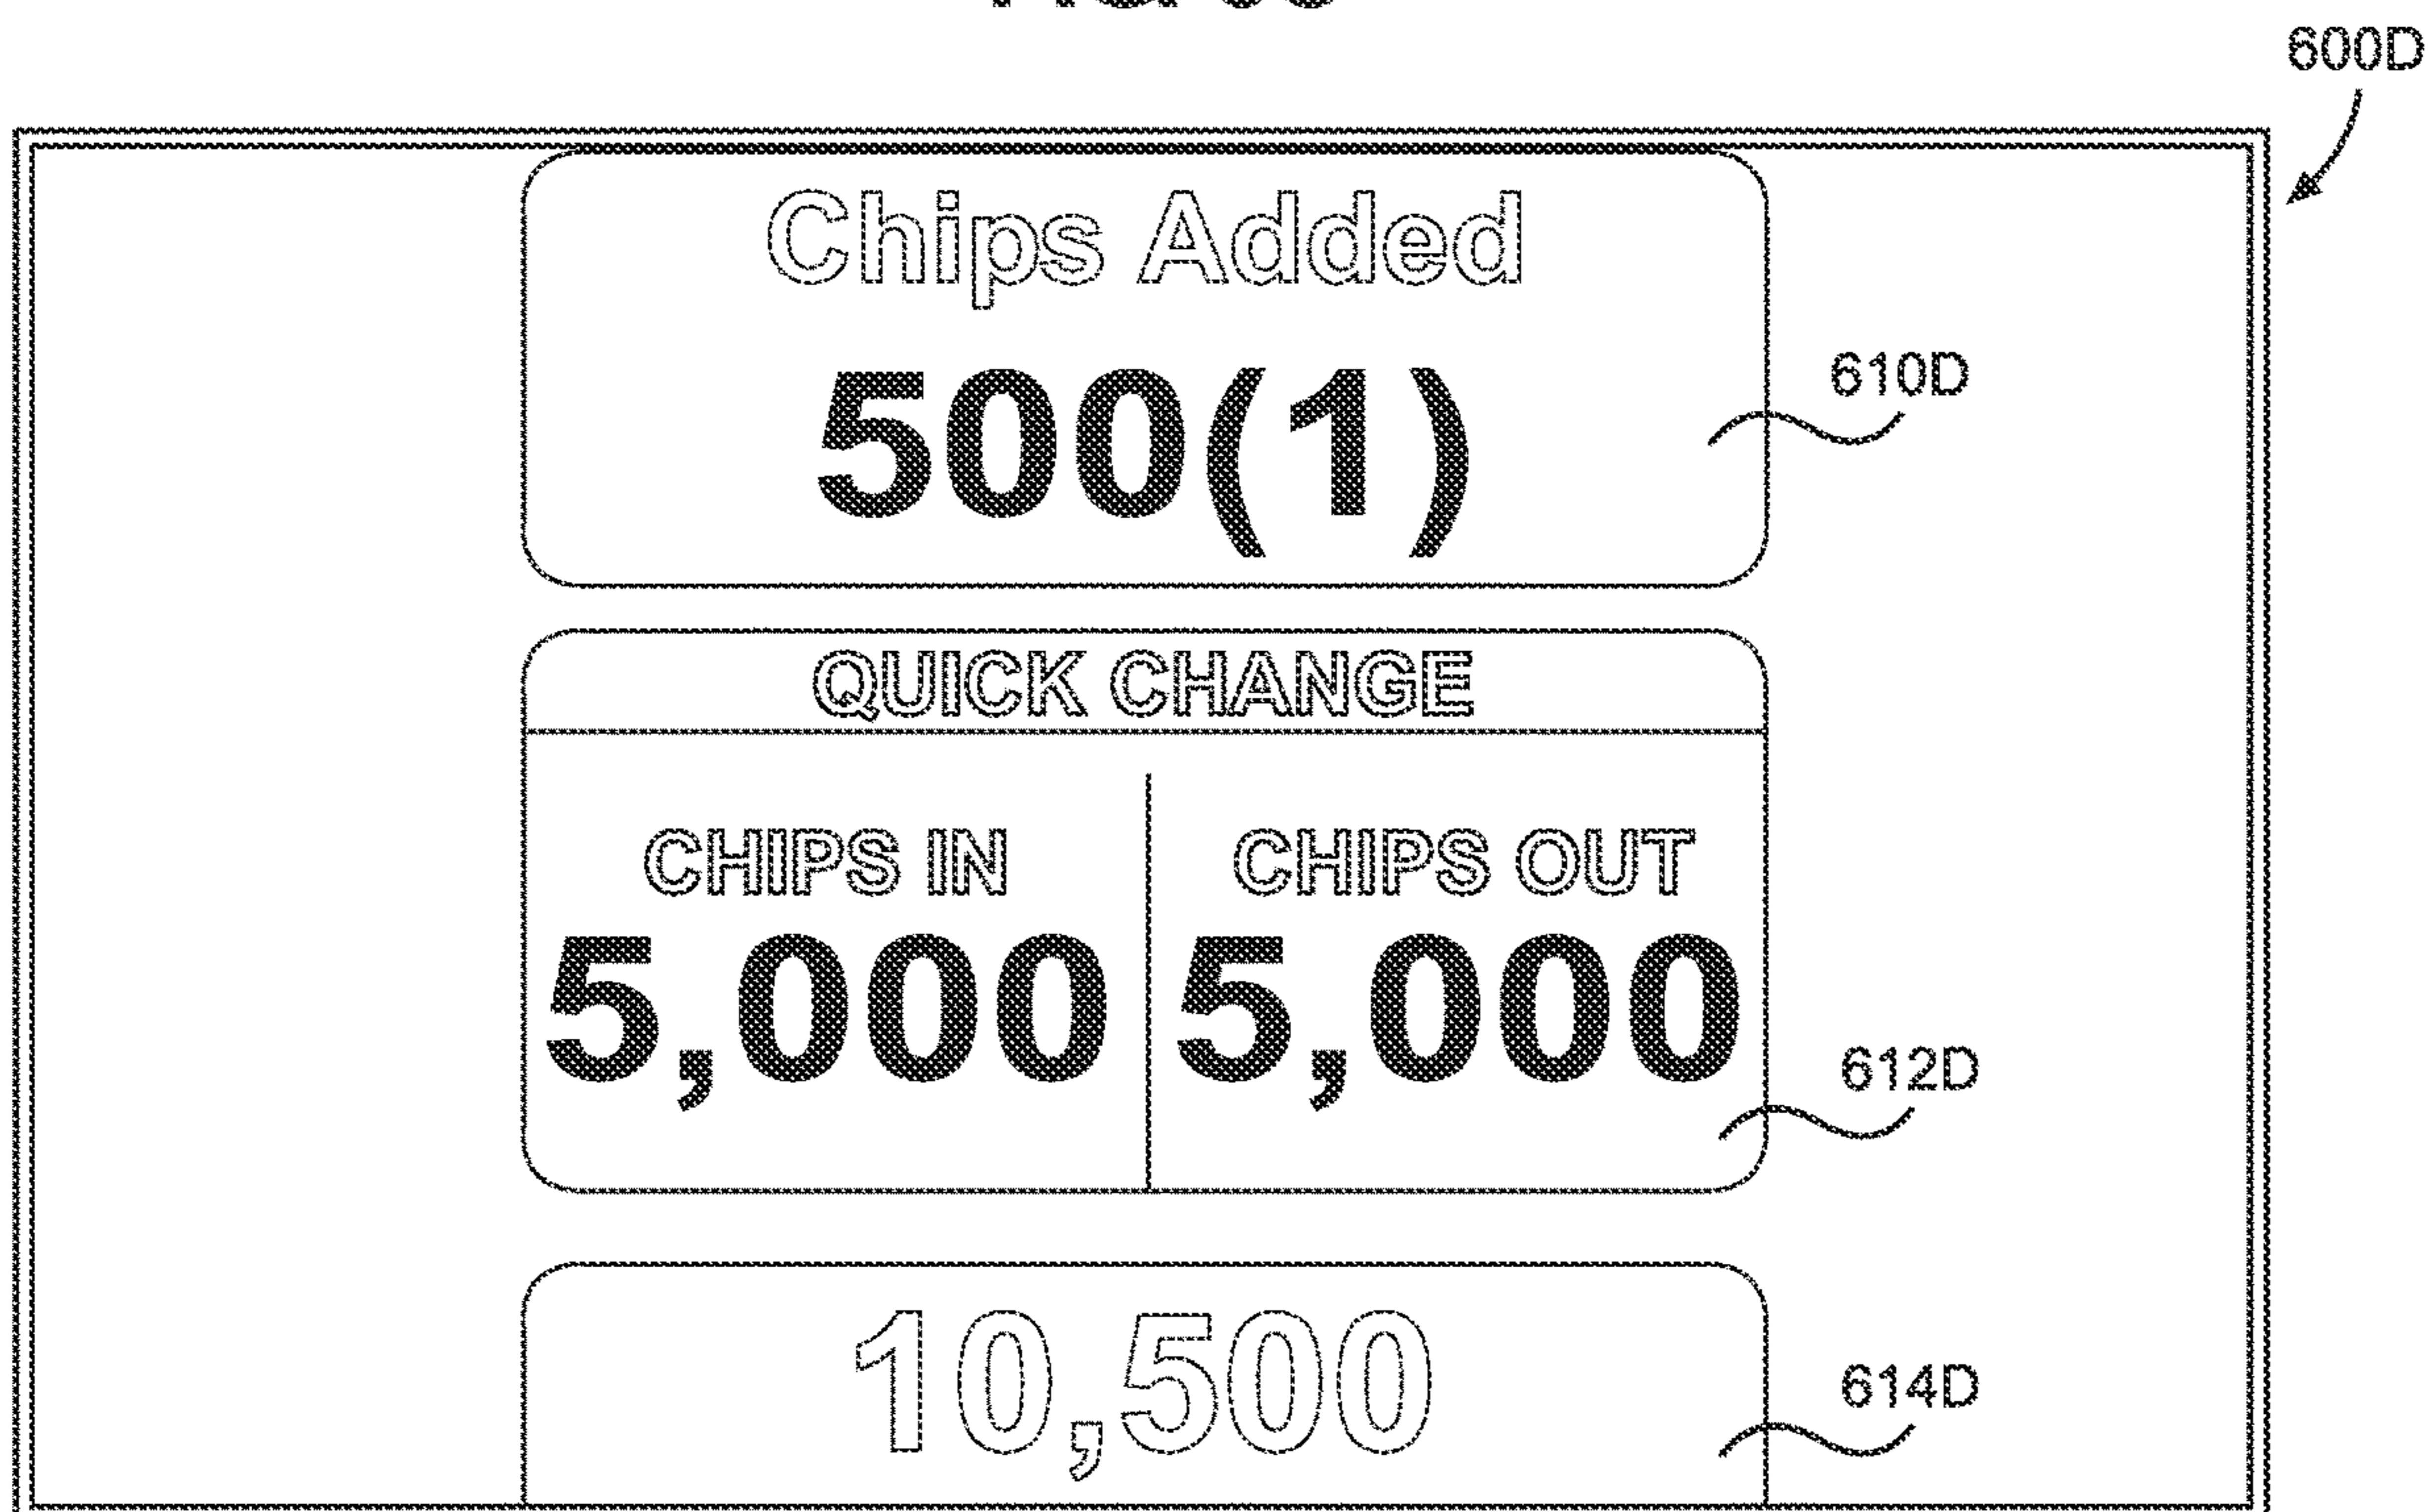 600D
Chips Added
500(1)
610D
QUICK CHANGE
CHIPS IN CHIPS OUT
5,000 5,000
612D
10,500
614D